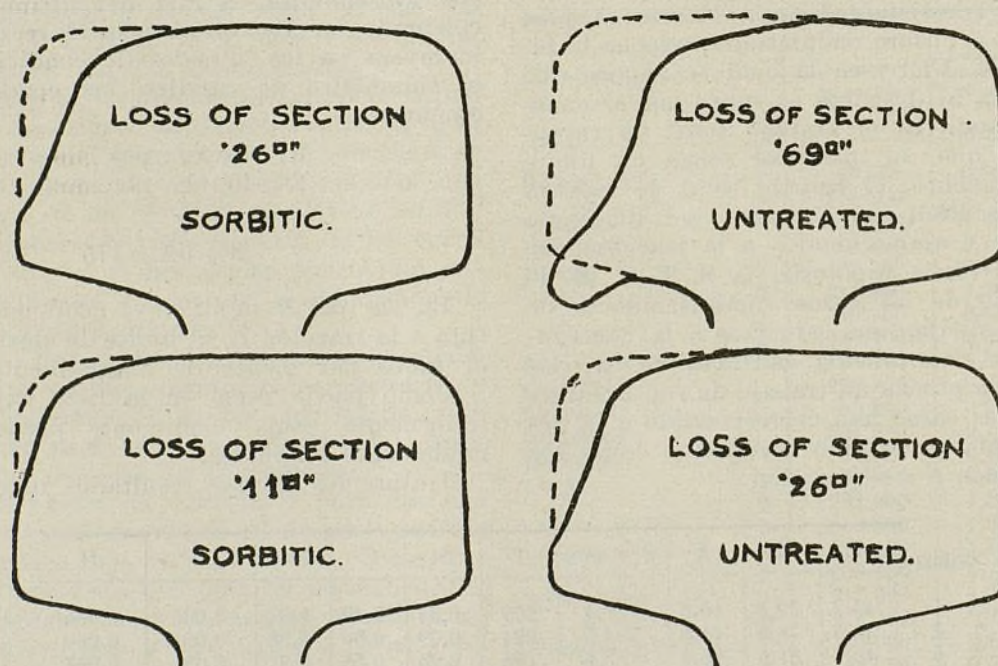 LOSS OF SECTION
·26□"
SORBITIC.
LOSS OF SECTION.
·69□"
UNTREATED.
LOSS OF SECTION
·11□"
SORBITIC.
LOSS OF SECTION
·26□"
UNTREATED.